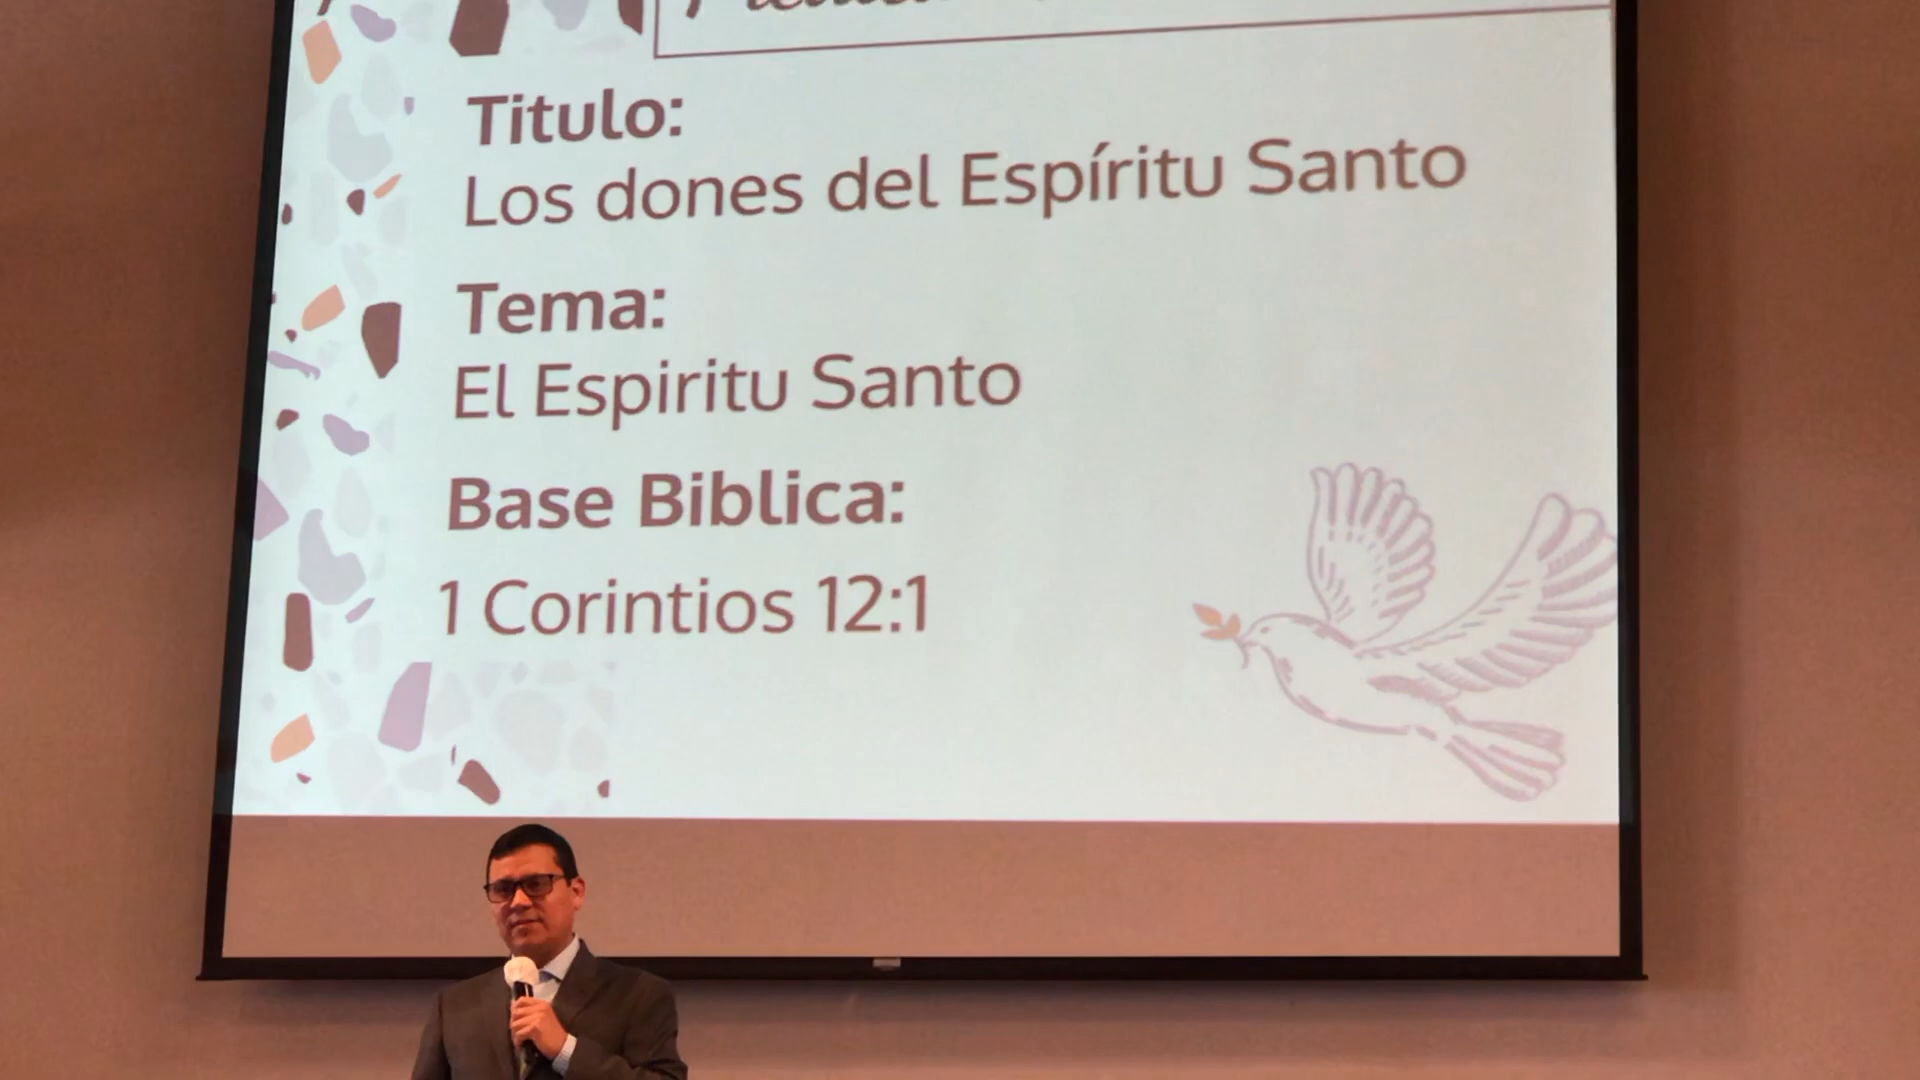 Titulo:
Los dones del Espíritu Santo
Tema:
El Espiritu Santo
Base Biblica:
1 Corintios 12:1